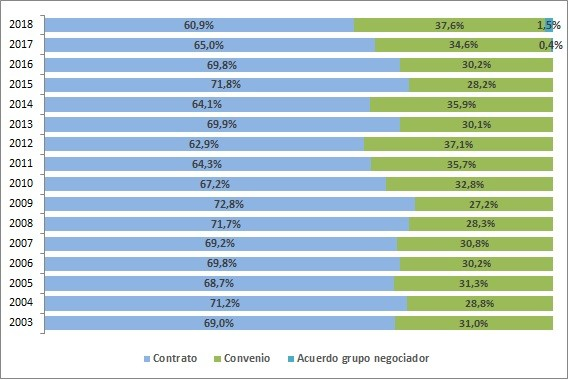 2018 60,9% 37,6% 1,5%
2017 65,0% 34,6% 0,4%
2016 69,8% 30,2%
2015 71,8% 28,2%
2014 64,1% 35,9%
2013 69,9% 30,1%
2012 62,9% 37,1%
2011 64,3% 35,7%
2010 67,2% 32,8%
2009 72,8% 27,2%
2008 71,7% 28,3%
2007 69,2% 30,8%
2006 69,8% 30,2%
2005 68,7% 31,3%
2004 71,2% 28,8%
2003 69,0% 31,0%
Contrato Convenio Acuerdo grupo negociador